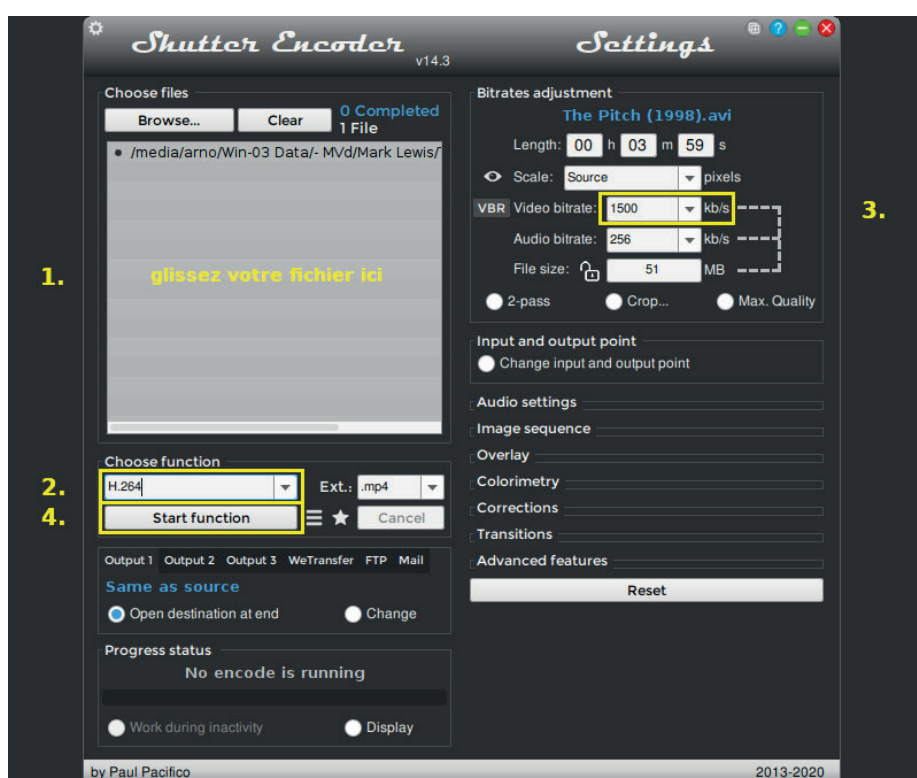 Shutter Encoder
v14.3
Settings
Choose files
Browse...
Clear
0 Completed
1 File
/media/arno/Win-03 Data/- MVd/Mark Lewis/
1.
glissez votre fichier ici
Choose function
2.
H.264
Ext.:
.mp4
4.
Start function
Cancel
Output 1 Output 2 Output 3 WeTransfer FTP Mail
Same as source
Open destination at end
Change
Progress status
No encode is running
Work during inactivity
Display
by Paul Pacifico
Bitrates adjustment
The Pitch (1998).avi
Length: 00 h 03 m 59 s
Scale: Source pixels
VBR Video bitrate: 1500 kb/s
3.
Audio bitrate: 256 kb/s
File size: 51 MB
2-pass
Crop...
Max. Quality
Input and output point
Change input and output point
Audio settings
Image sequence
Overlay
Colorimetry
Corrections
Transitions
Advanced features
Reset
2013-2020